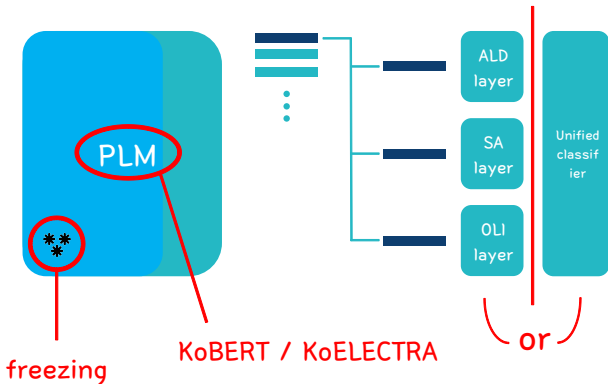 PLM
ALD
layer
SA
layer
OLI
layer
Unified
classif
ier
or
KoBERT / KoELECTRA
freezing